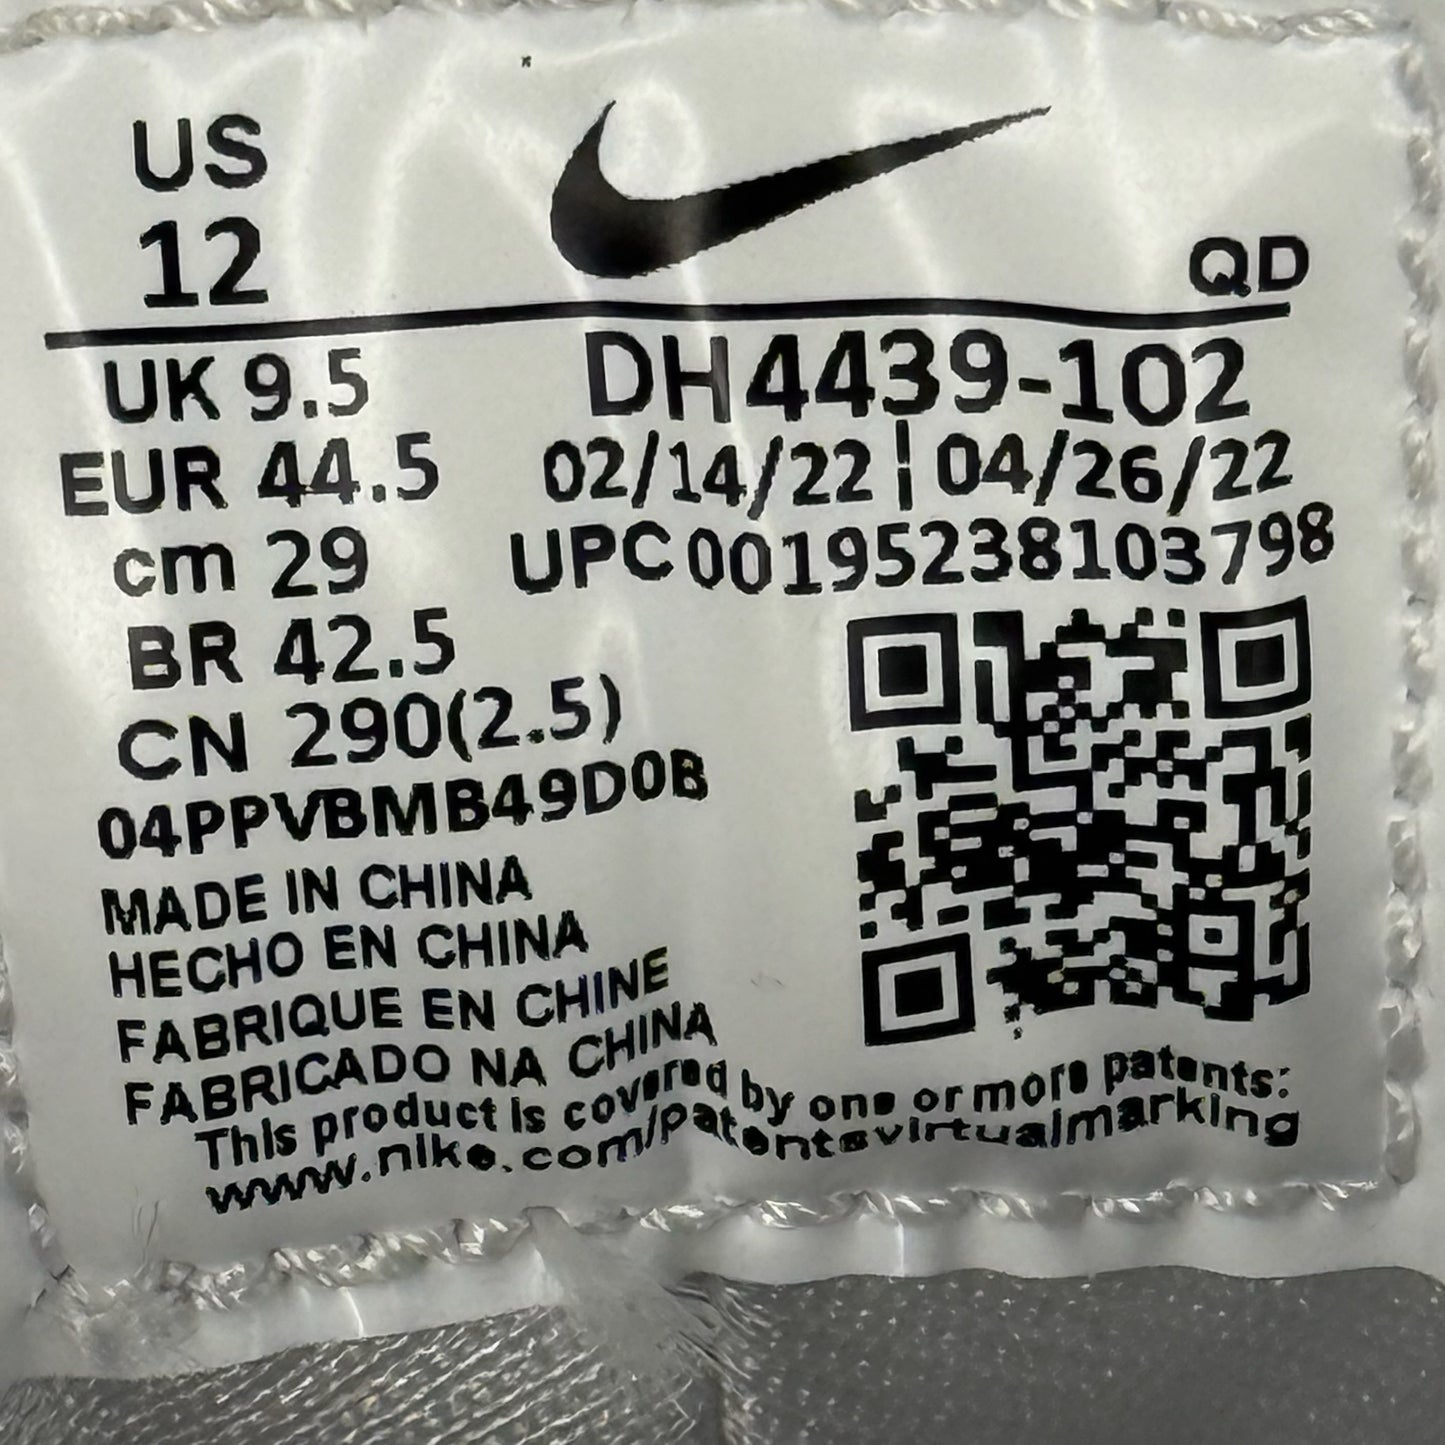 US
12
QD
UK 9.5
DH4439-102
EUR 44.5
02/14/22 | 04/26/22
cm 29
UPC00195238103798
BR 42.5
CN 290(2.5)
04PPVBMB49D0B
MADE IN CHINA
HECHO EN CHINA
FABRIQUE EN CHINE
FABRICADO NA CHINA
This product is covered by one or more patents:
www.nike.com/patentsvirtualmarking